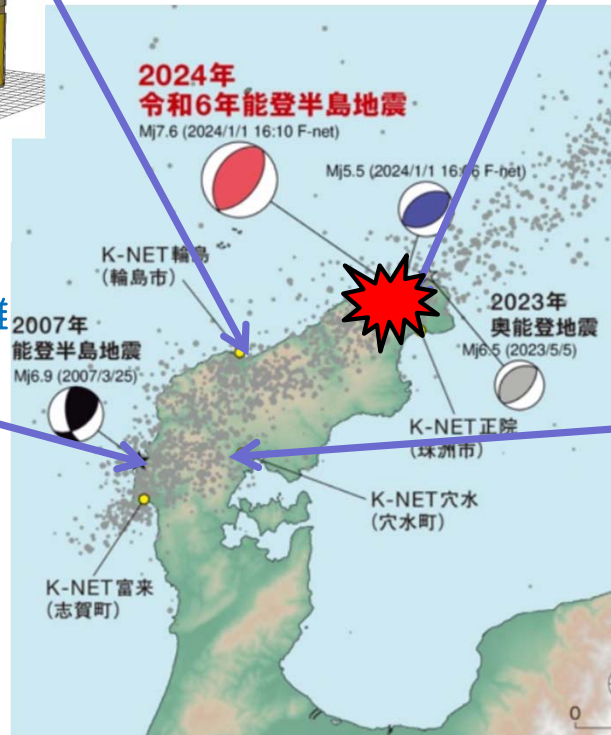 2024年
令和6年能登半島地震
Mj7.6 (2024/1/1 16:10 F-net)
Mj5.5 (2024/1/1 16:06 F-net)
K-NET輪島
(輪島市)
2007年
能登半島地震
Mj6.9 (2007/3/25)
2023年
奥能登地震
Mj6.5 (2023/5/5)
K-NET正院
(珠洲市)
K-NET穴水
(穴水町)
K-NET富来
(志賀町)
0